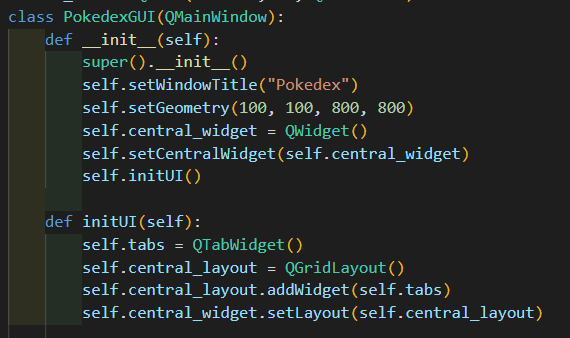 class PokedexGUI(QMainWindow):
    def __init__(self):
        super().__init__()
        self.setWindowTitle("Pokedex")
        self.setGeometry(100, 100, 800, 800)
        self.central_widget = QWidget()
        self.setCentralWidget(self.central_widget)
        self.initUI()

    def initUI(self):
        self.tabs = QTabWidget()
        self.central_layout = QGridLayout()
        self.central_layout.addWidget(self.tabs)
        self.central_widget.setLayout(self.central_layout)